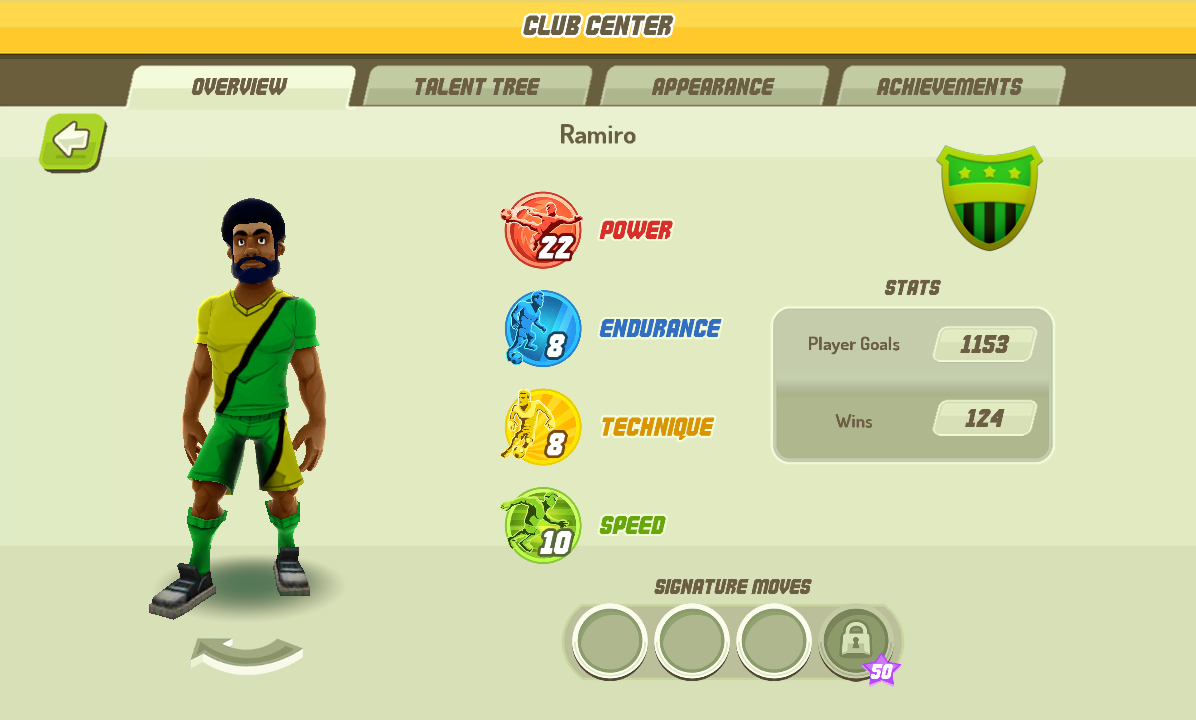 CLUB CENTER
OVERVIEW
TALENT TREE
APPEARANCE
ACHIEVEMENTS
Ramiro
22
POWER
8
ENDURANCE
8
TECHNIQUE
10
SPEED
STATS
Player Goals
1153
Wins
124
SIGNATURE MOVES
50